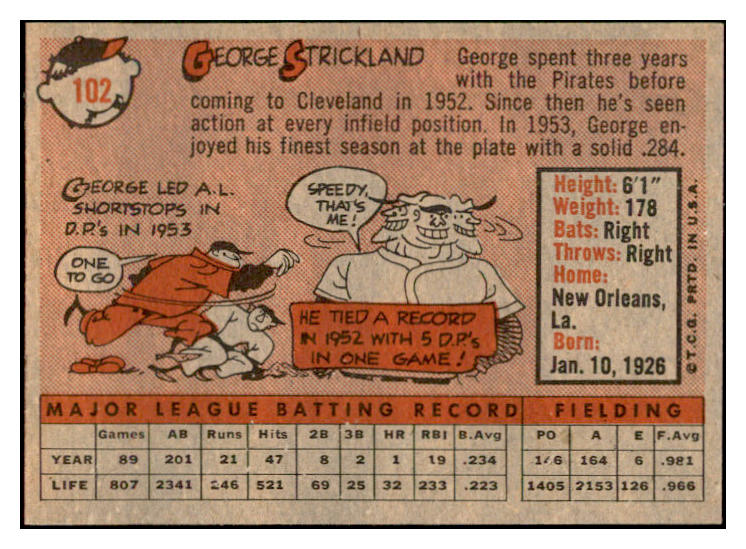 102
GEORGE STRICKLAND
George spent three years
with the Pirates before
coming to Cleveland in 1952. Since then he's seen
action at every infield position. In 1953, George en-
joyed his finest season at the plate with a solid .284.
GEORGE LED A.L.
SHORTSTOPS IN
D.P.'s IN 1953
ONE
TO GO
SPEEDY,
THAT'S
ME!
HE TIED A RECORD
IN 1952 WITH 5 D.P.'s
IN ONE GAME!
Height: 6'1"
Weight: 178
Bats: Right
Throws: Right
Home:
New Orleans,
La.
Born:
Jan. 10, 1926
©T.C.G. PRTD. IN U.S.A.
MAJOR LEAGUE BATTING RECORD FIELDING
Games AB Runs Hits 2B 3B HR RBI B.Avg PO A E F.Avg
YEAR 89 201 21 47 8 2 1 19 .234 164 6 .981
LIFE 807 2341 246 521 69 25 32 233 .223 1405 2153 126 .966